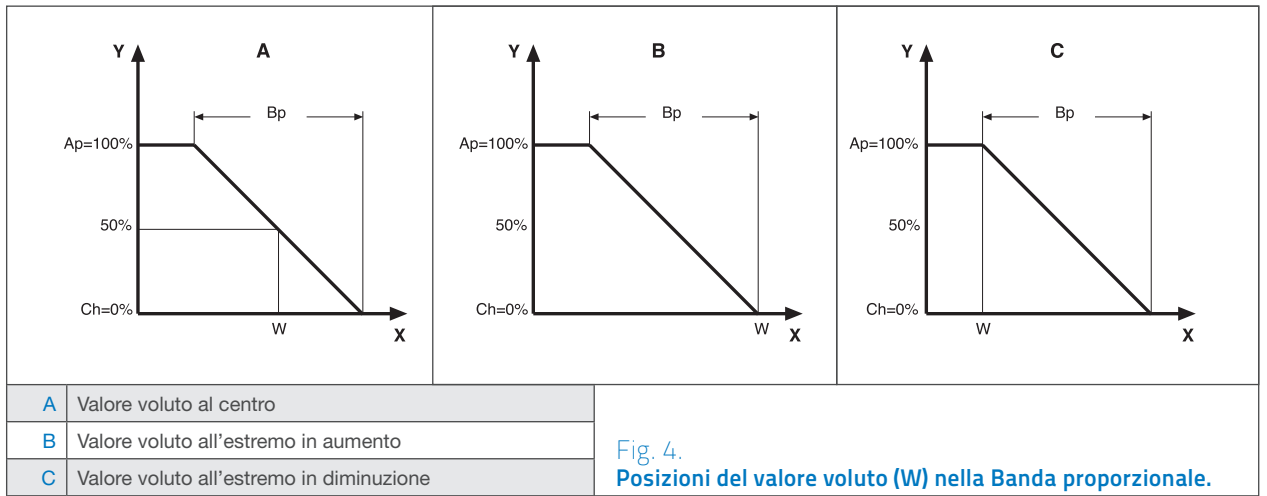 Y A
Bp
Ap=100%
50%
Ch=0%
W
X
Y B
Bp
Ap=100%
50%
Ch=0%
W
X
Y C
Bp
Ap=100%
50%
Ch=0%
W
X
A Valore voluto al centro
B Valore voluto all'estremo in aumento
C Valore voluto all'estremo in diminuzione
Fig. 4.
Posizioni del valore voluto (W) nella Banda proporzionale.